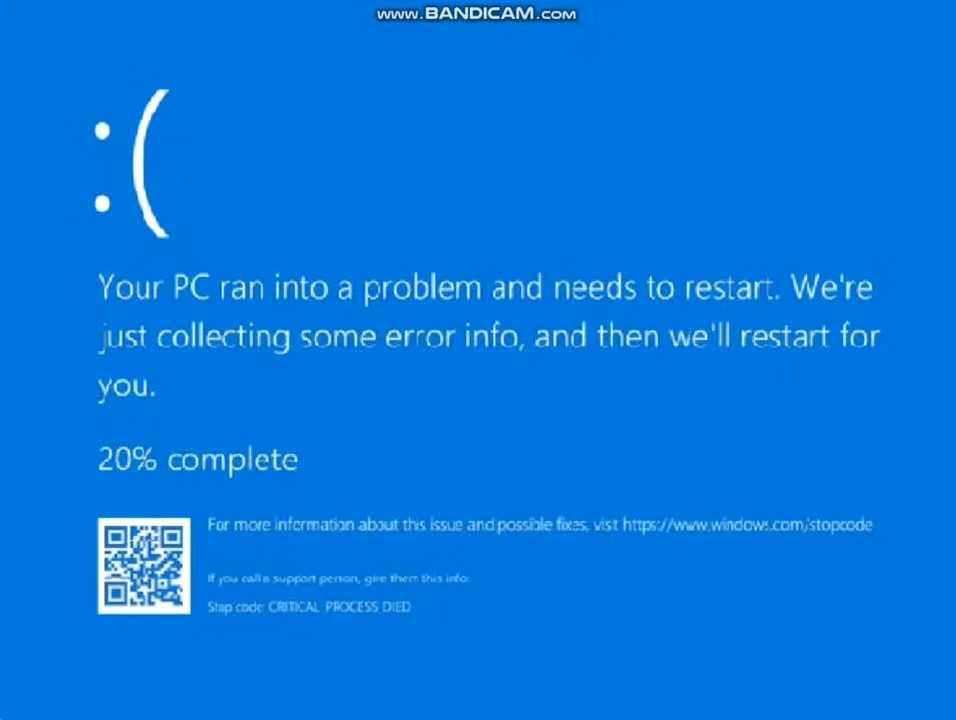 www.BANDICAM.com
:(
Your PC ran into a problem and needs to restart. We're
just collecting some error info, and then we'll restart for
you.
20% complete
For more information about this issue and possible fixes, visit https://www.windows.com/stopcode
If you call a support person, give them this info:
Stop code: CRITICAL PROCESS DIED